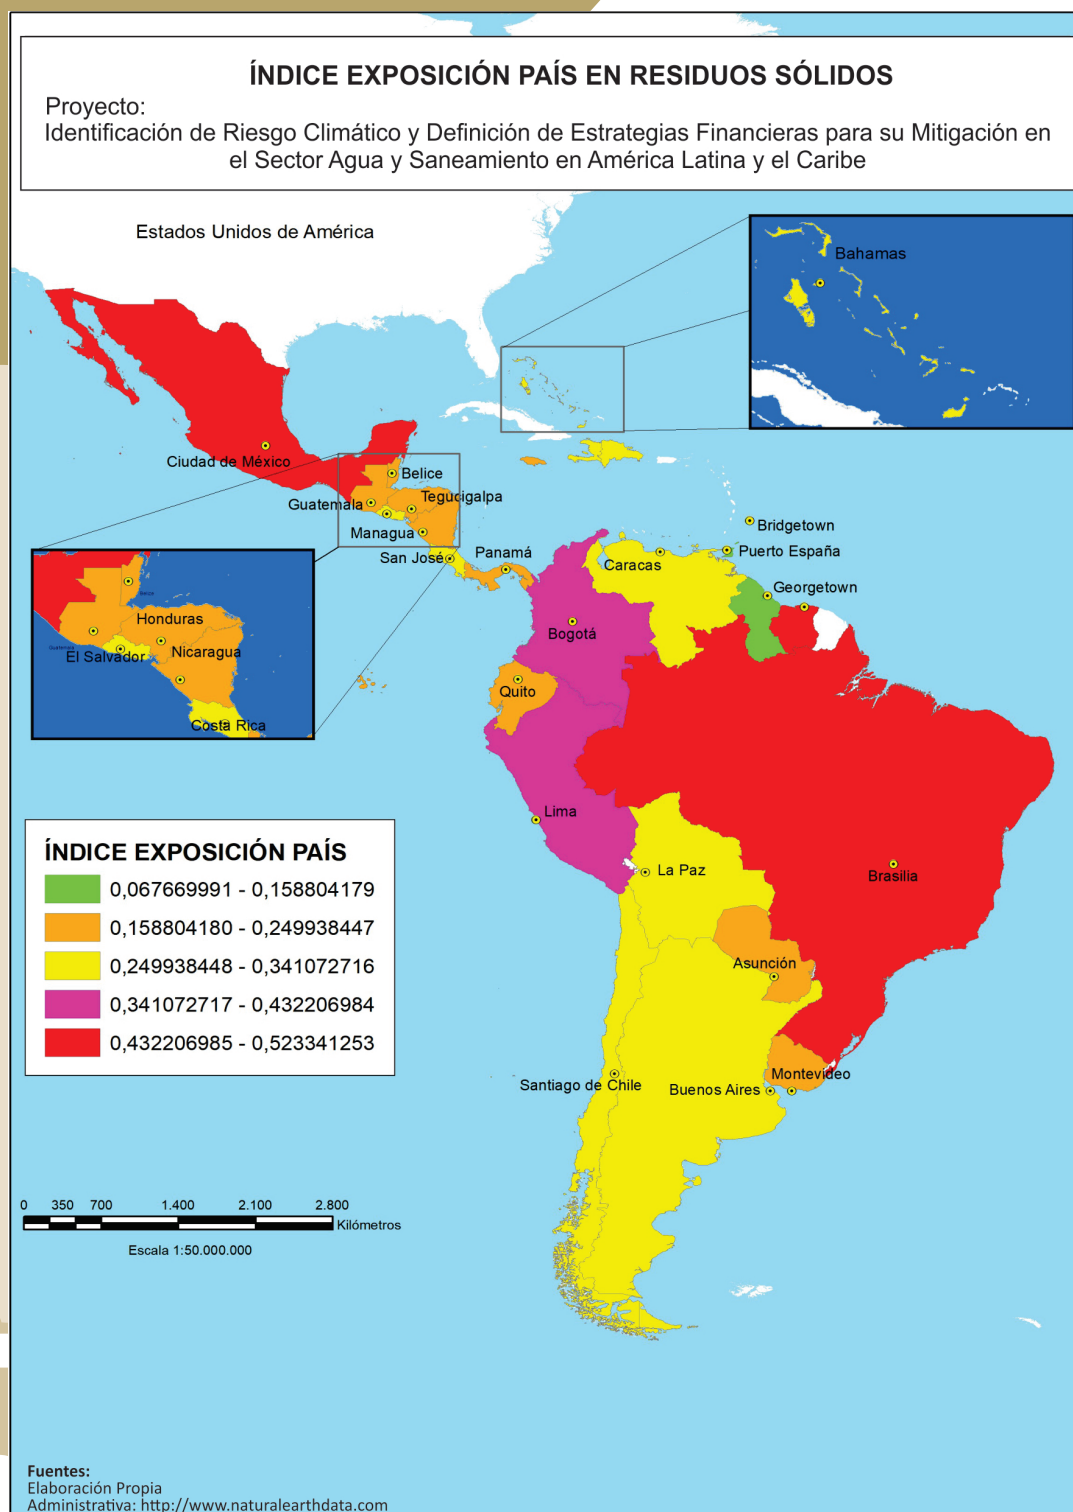 ÍNDICE EXPOSICIÓN PAÍS EN RESIDUOS SÓLIDOS
Proyecto:
Identificación de Riesgo Climático y Definición de Estrategias Financieras para su Mitigación en
el Sector Agua y Saneamiento en América Latina y el Caribe
Estados Unidos de América
Bahamas
Ciudad de México
Belice
Guatemala
Tegucigalpa
Managua
San José
Panamá
Caracas
Bridgetown
Puerto España
Georgetown
Bogotá
Honduras
Belice
Guatemala
El Salvador
Nicaragua
Costa Rica
Quito
Lima
La Paz
Brasilia
Asunción
Montevideo
Santiago de Chile
Buenos Aires
ÍNDICE EXPOSICIÓN PAÍS
0,067669991 - 0,158804179
0,158804180 - 0,249938447
0,249938448 - 0,341072716
0,341072717 - 0,432206984
0,432206985 - 0,523341253
0 350 700 1.400 2.100 2.800
Kilómetros
Escala 1:50.000.000
Fuentes:
Elaboración Propia
Administrativa: http://www.naturalearthdata.com